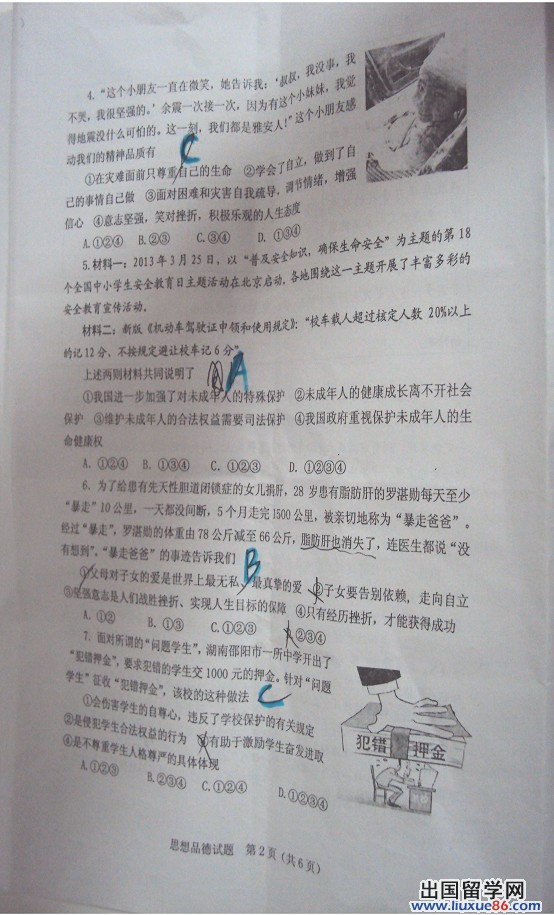 4.“这个小朋友一直在微笑，她告诉我：‘叔叔，我没事，我
不哭，我很坚强的，’余震一次接一次，因为有这个小妹妹，我觉
得地震没什么可怕的。这一刻，我们都是雅安人！”这个小朋友感
动我们的精神品质有
C
①在灾难面前只尊重自己的生命 ②学会了自立，做到了自
己的事情自己做 ③面对困难和灾害自我疏导，调节情绪，增强
信心 ④意志坚强，笑对挫折，积极乐观的人生态度
A.①②④ B.②③ C.③④ D.①③④
5.材料一：2013年3月25日，以“普及安全知识，确保生命安全”为主题的第18
个全国中小学生安全教育日主题活动在北京启动。各地围绕这一主题开展了丰富多彩的
安全教育宣传活动。
材料二：新版《机动车驾驶证申领和使用规定》：“校车载人超过核定人数20%以上
的记12分、不按规定避让校车记6分”
上述两则材料共同说明了
A
①我国进一步加强了对未成年人的特殊保护 ②未成年人的健康成长离不开社会
保护 ③维护未成年人的合法权益需要司法保护 ④我国政府重视保护未成年人的生
命健康权
A.①②④ B.①③④ C.①②③ D.①②③④
6.为了给患有先天性胆道闭锁症的女儿捐肝，28岁患有脂肪肝的罗湛勋每天至少
“暴走”10公里，一天都没间断，5个月走完1500公里，被亲切地称为“暴走爸爸”。
经过“暴走”，罗湛勋的体重由78公斤减至66公斤，脂肪肝也消失了，连医生都说“没
有想到”。“暴走爸爸”的事迹告诉我们
B
①父母对子女的爱是世界上最无私、最真挚的爱 ②子女要告别依赖，走向自立
③坚强意志是人们战胜挫折、实现人生目标的保障 ④只有经历挫折，才能获得成功
A.①② B.①③ C.①②③ D.②③④
7.面对所谓的“问题学生”，湖南邵阳市一所中学开出了
“犯错押金”，要求犯错的学生交1000元的押金。针对“问题
学生”征收“犯错押金”，该校的这种做法
C
①会伤害学生的自尊心，违反了学校保护的有关规定
②是侵犯学生合法权益的行为 ③有助于激励学生奋发进取
④是不尊重学生人格尊严的具体体现
A.①②③ B.②③④ C.①②④ D.①②③④
犯错 押金
思想品德试题 第2页（共6页）
出国留学网
www.liuxue86.com